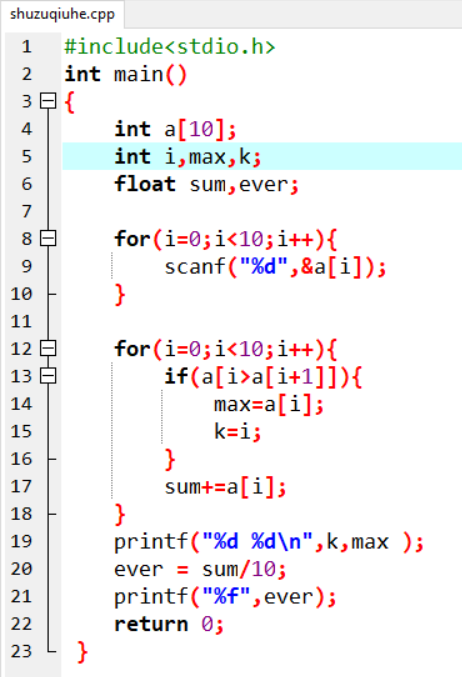 shuzuqiuhe.cpp
1 #include<stdio.h>
2 int main()
3 {
4 int a[10];
5 int i,max,k;
6 float sum,ever;
7
8 for(i=0;i<10;i++){
9 scanf("%d",&a[i]);
10 }
11
12 for(i=0;i<10;i++){
13 if(a[i>a[i+1]]){
14 max=a[i];
15 k=i;
16 }
17 sum+=a[i];
18 }
19 printf("%d %d\n",k,max );
20 ever = sum/10;
21 printf("%f",ever);
22 return 0;
23 }